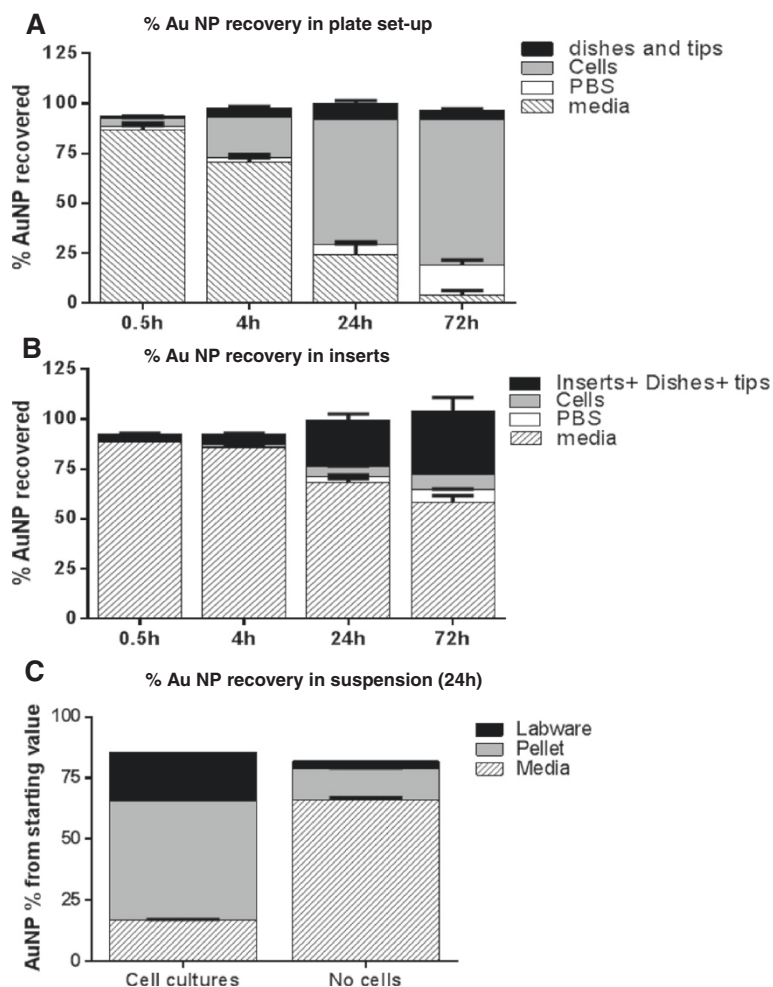 A
% Au NP recovery in plate set-up
% AuNP recovered
125
100
75
50
25
0
0.5h 4h 24h 72h
dishes and tips
Cells
PBS
media
B
% Au NP recovery in inserts
% AuNP recovered
125
100
75
50
25
0
0.5h 4h 24h 72h
Inserts+ Dishes+ tips
Cells
PBS
media
C
% Au NP recovery in suspension (24h)
AuNP % from starting value
100
75
50
25
0
Cell cultures No cells
Labware
Pellet
Media